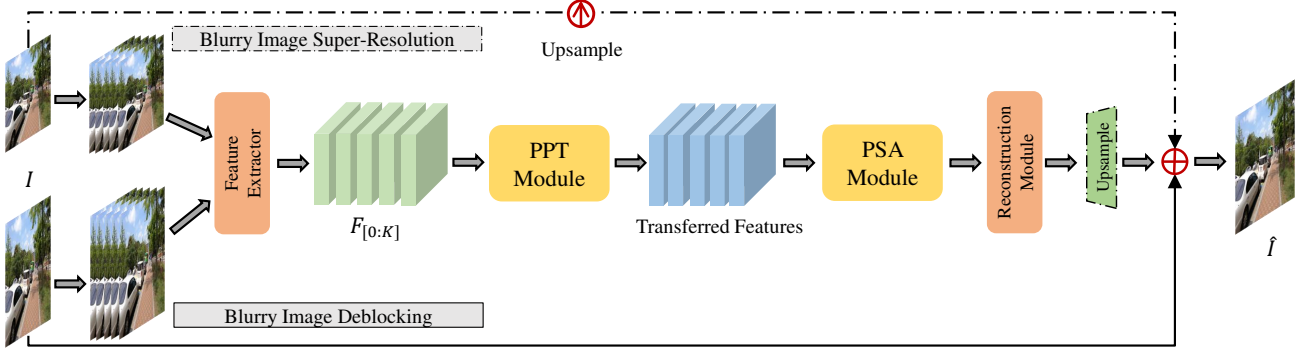 Blurry Image Super-Resolution
Upsample
I
Feature
Extractor
F[0:K]
PPT
Module
Transferred Features
PSA
Module
Reconstruction
Module
Upsample
Î
Blurry Image Deblocking